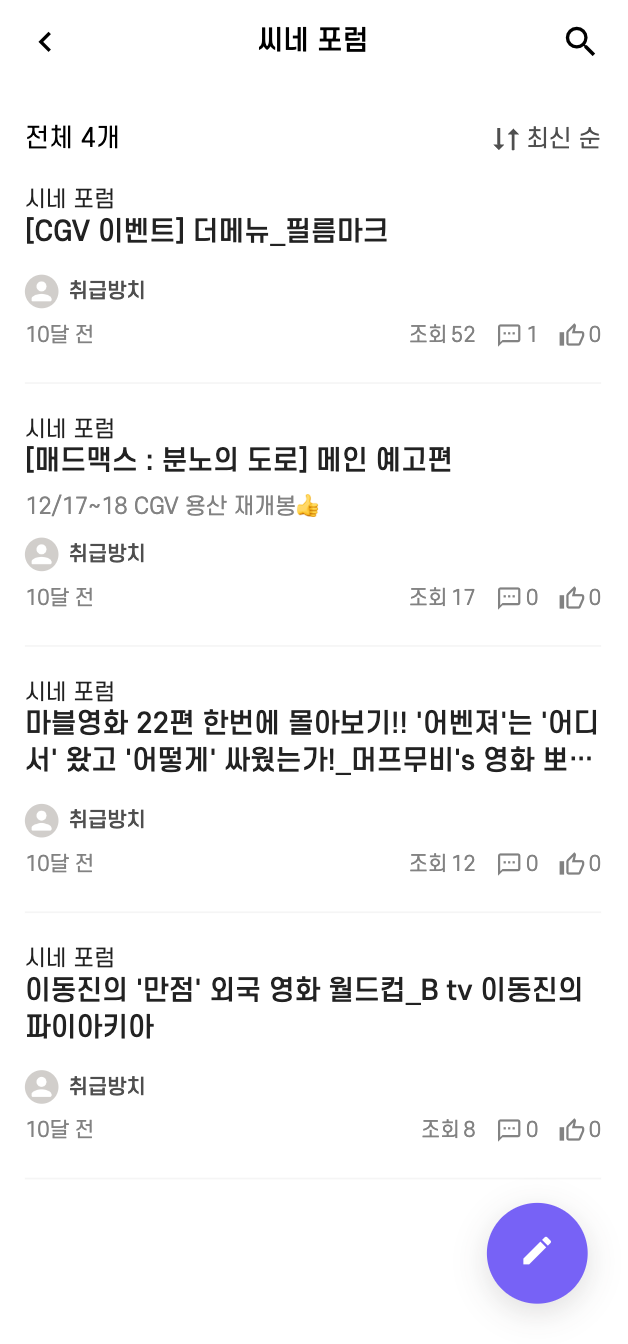 씨네 포럼
전체 4개
최신 순
시네 포럼
[CGV 이벤트] 더메뉴_필름마크
취급방치
10달 전
조회 52 1 0
시네 포럼
[매드맥스 : 분노의 도로] 메인 예고편
12/17~18 CGV 용산 재개봉👍
취급방치
10달 전
조회 17 0 0
시네 포럼
마블영화 22편 한번에 몰아보기!! '어벤져'는 '어디
서' 왔고 '어떻게' 싸웠는가!_머프무비's 영화 뽀…
취급방치
10달 전
조회 12 0 0
시네 포럼
이동진의 '만점' 외국 영화 월드컵_B tv 이동진의
파이아키아
취급방치
10달 전
조회 8 0 0